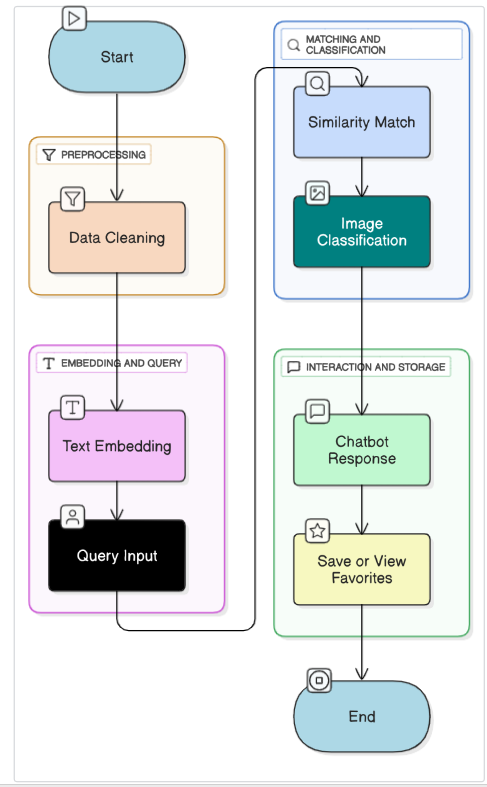 Start
PREPROCESSING
Data Cleaning
EMBEDDING AND QUERY
Text Embedding
Query Input
MATCHING AND
CLASSIFICATION
Similarity Match
Image
Classification
INTERACTION AND STORAGE
Chatbot
Response
Save or View
Favorites
End